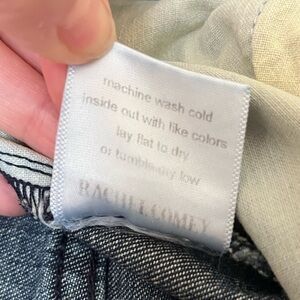 machine wash cold
inside out with like colors
lay flat to dry
or tumble dry low
RACHEL COMEY